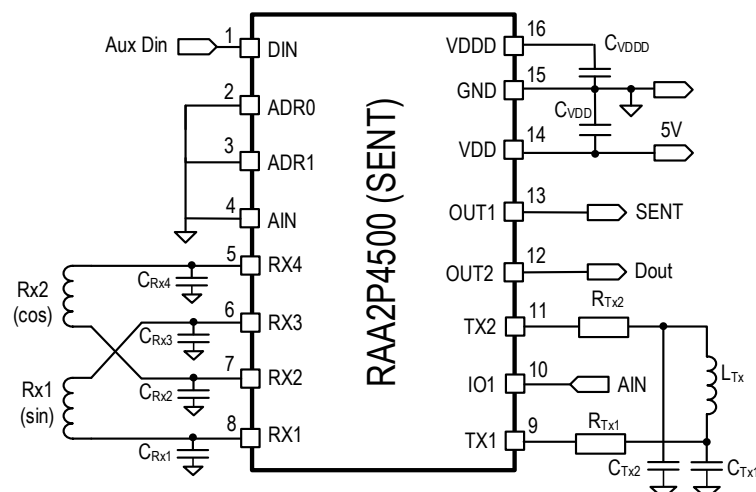 Aux Din
1
DIN
2
ADR0
3
ADR1
4
AIN
5
RX4
CRx4
Rx2
(cos)
6
RX3
CRx3
7
RX2
CRx2
Rx1
(sin)
8
RX1
CRx1
RAA2P4500 (SENT)
16
VDDD
CVDDD
15
GND
CVDD
14
VDD
5V
13
OUT1
SENT
12
OUT2
Dout
11
TX2
RTx2
LTx
10
IO1
AIN
9
TX1
RTx1
CTx2
CTx1